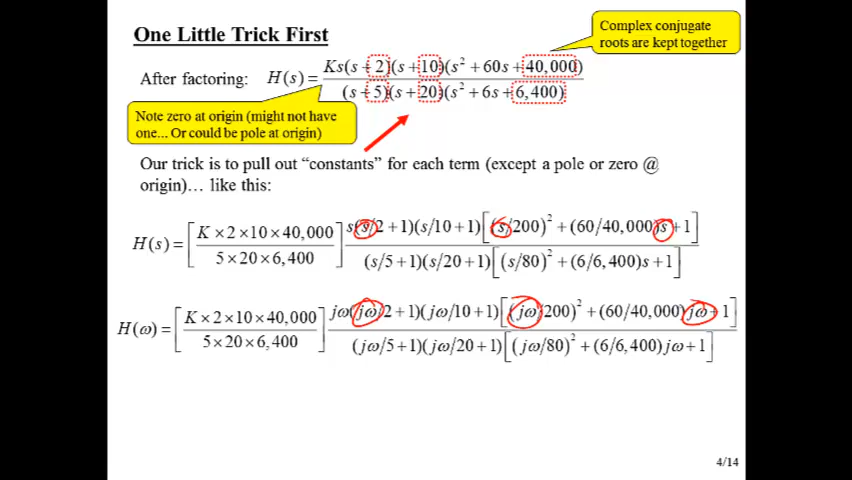 One Little Trick First
Complex conjugate
roots are kept together
After factoring: H(s) = Ks(s + 2)(s + 10)(s² + 60s + 40,000) / (s + 5)(s + 20)(s² + 6s + 6,400)
Note zero at origin (might not have
one... Or could be pole at origin)
Our trick is to pull out “constants” for each term (except a pole or zero @
origin)… like this:
H(s) = [K × 2 × 10 × 40,000 / 5 × 20 × 6,400] s(s/2 + 1)(s/10 + 1)[(s/200)² + (60/40,000)s + 1] / (s/5 + 1)(s/20 + 1)[(s/80)² + (6/6,400)s + 1]
H(ω) = [K × 2 × 10 × 40,000 / 5 × 20 × 6,400] jω(jω/2 + 1)(jω/10 + 1)[(jω/200)² + (60/40,000)jω + 1] / (jω/5 + 1)(jω/20 + 1)[(jω/80)² + (6/6,400)jω + 1]
4/14